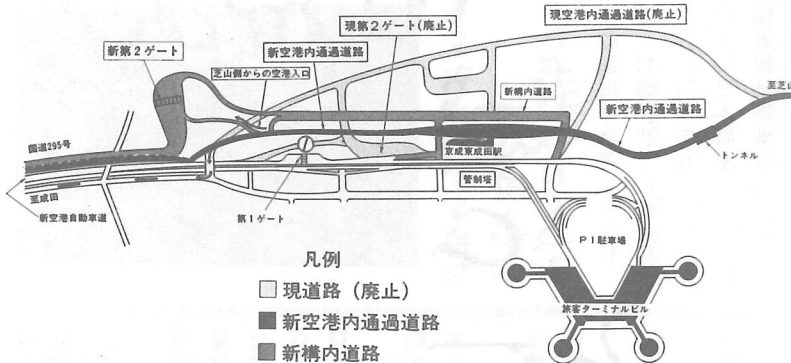 現第2ゲート(廃止)
現空港内通過道路(廃止)
新第2ゲート
新空港内通過道路
芝山側からの空港入口
新構内道路
新空港内通過道路
至芝山
国道295号
京成東成田駅
トンネル
管制塔
至成田
新空港自動車道
第1ゲート
P1駐車場
旅客ターミナルビル
凡例
現道路(廃止)
新空港内通過道路
新構内道路